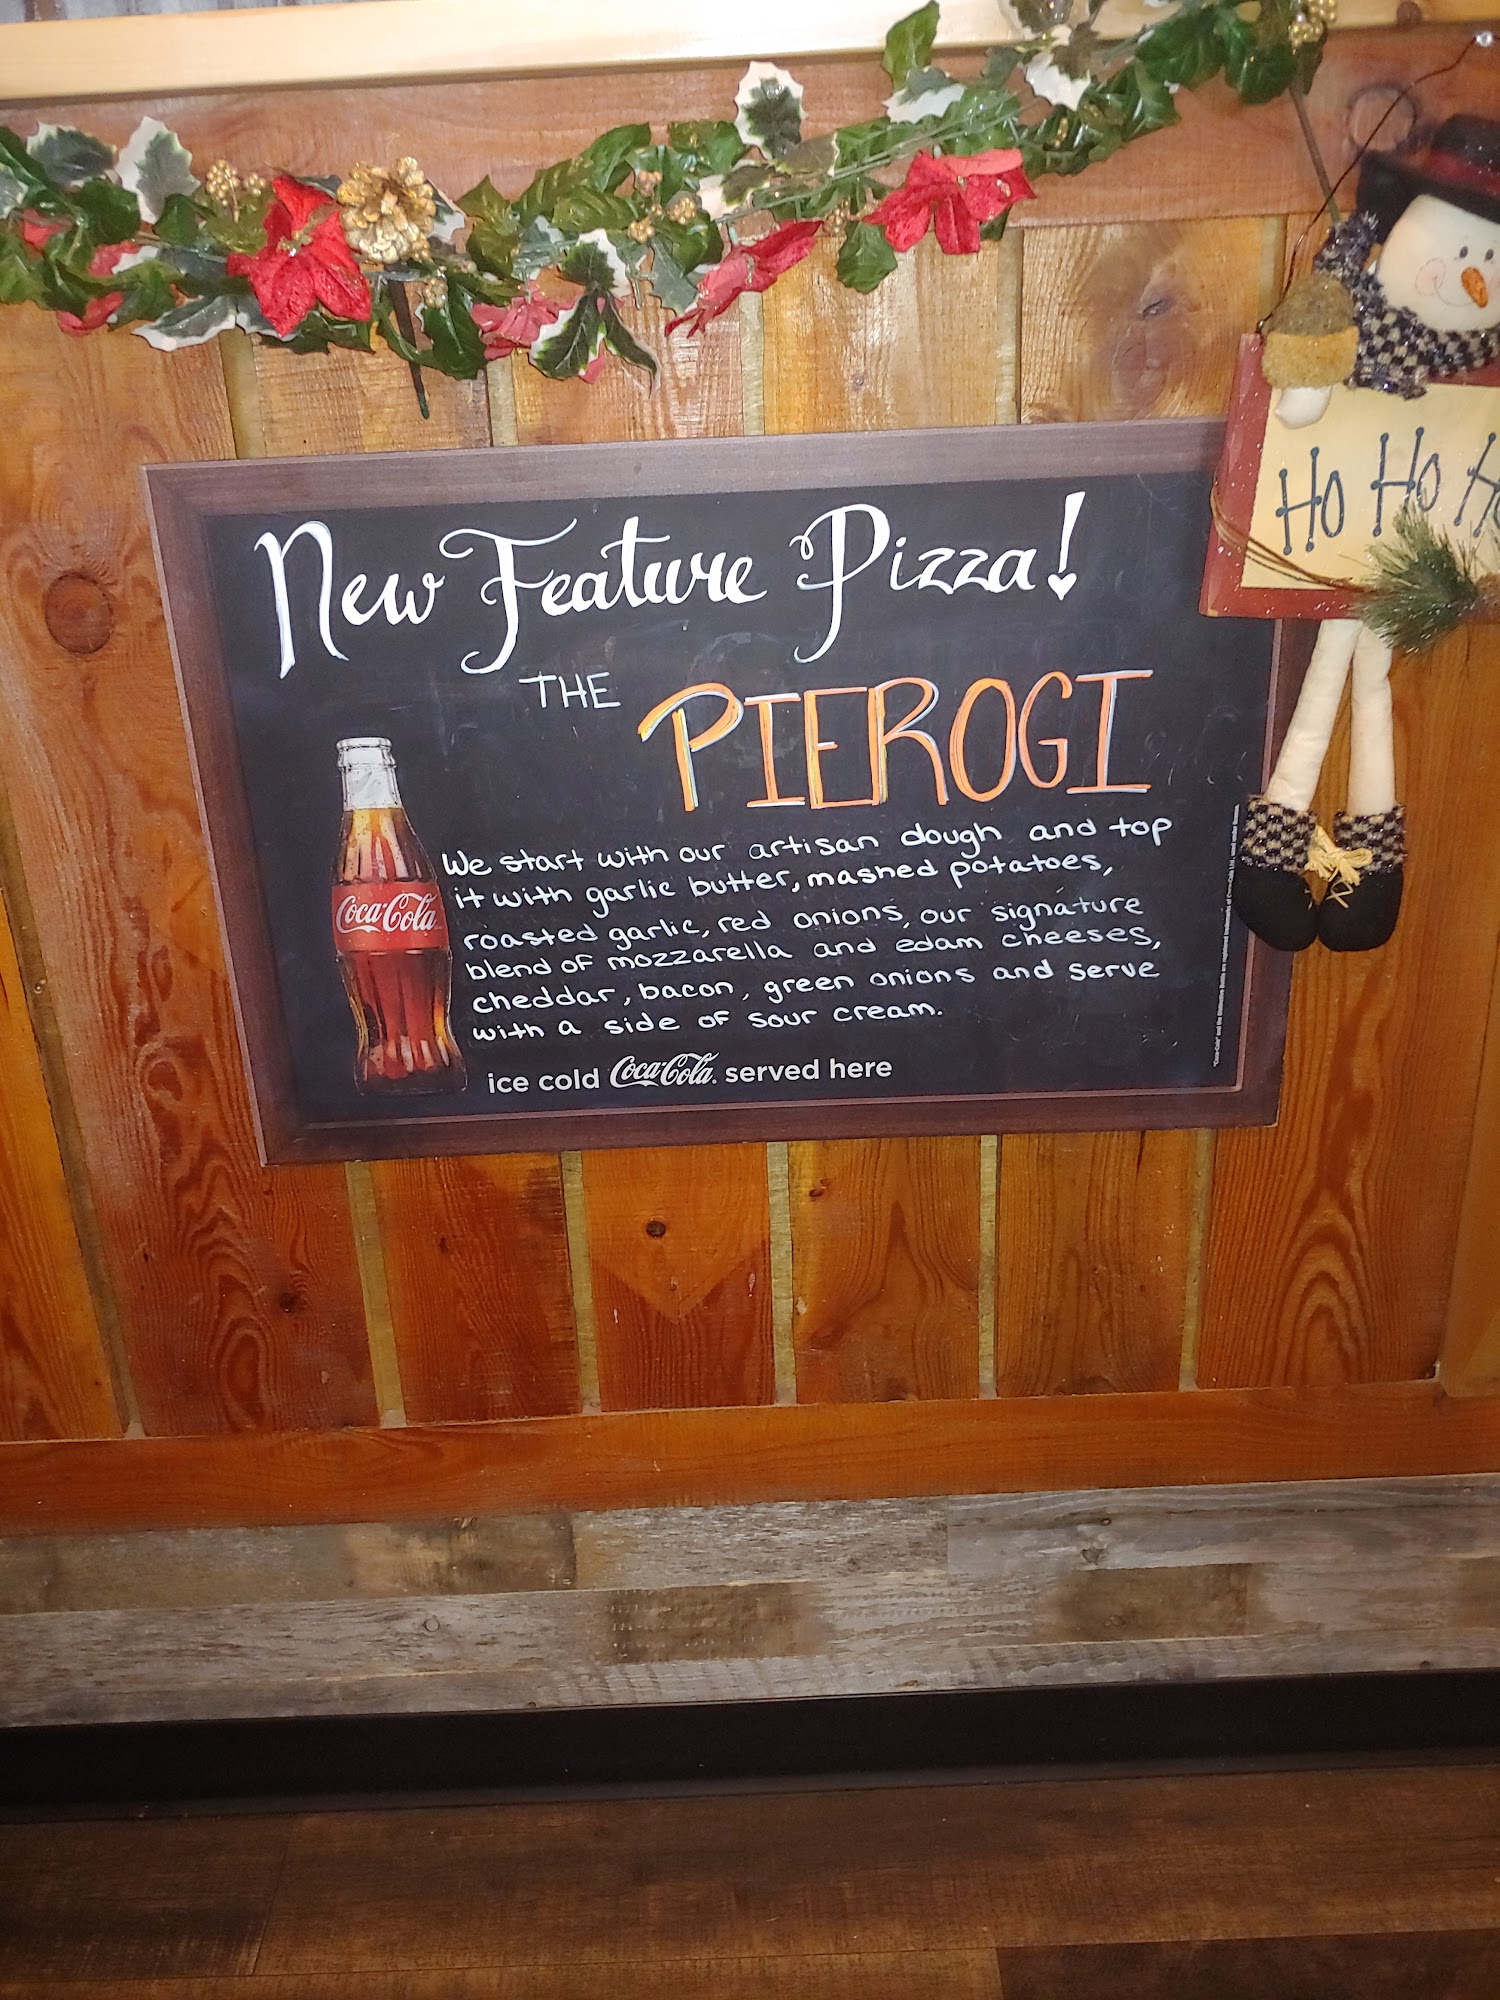 New Feature Pizza!
THE PIEROGI
We start with our artisan dough and top
it with garlic butter, mashed potatoes,
roasted garlic, red onions, our signature
blend of mozzarella and edam cheeses,
cheddar, bacon, green onions and serve
with a side of sour cream.
Coca-Cola
ice cold Coca-Cola served here
Ho Ho H